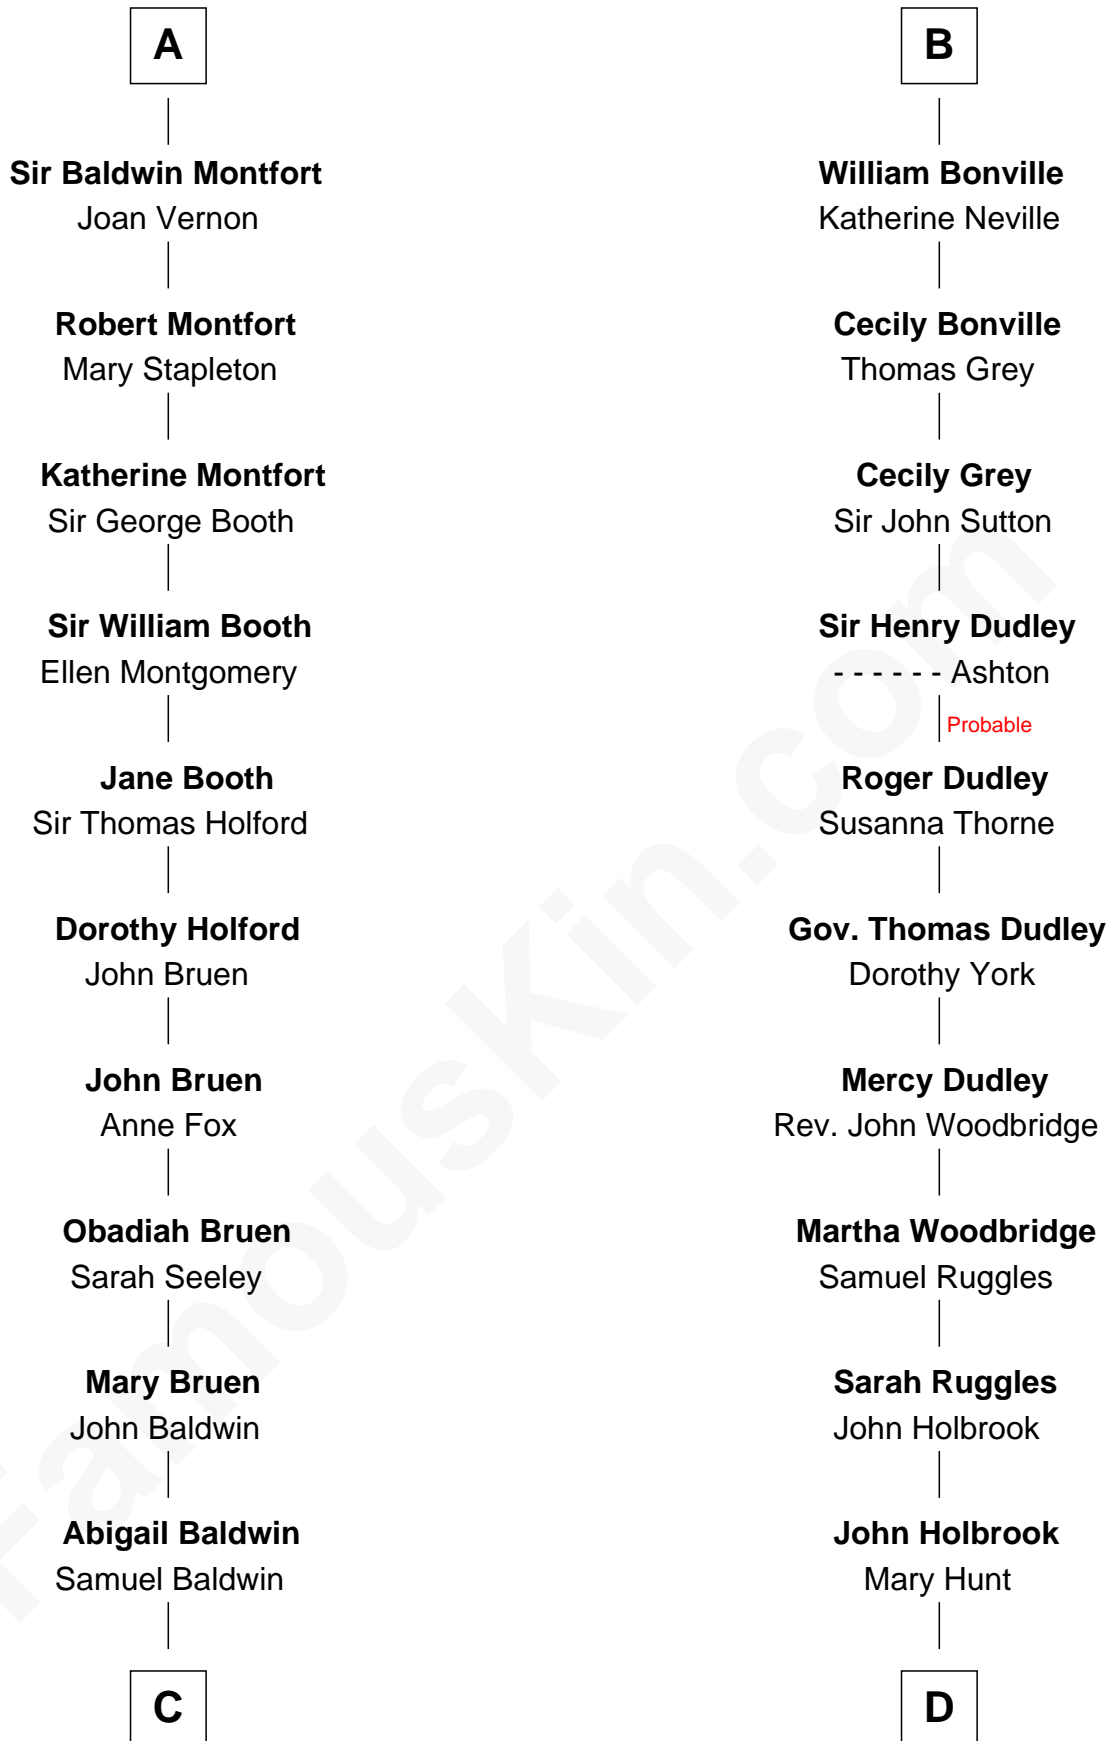 A
Sir Baldwin Montfort
Joan Vernon
Robert Montfort
Mary Stapleton
Katherine Montfort
Sir George Booth
Sir William Booth
Ellen Montgomery
Jane Booth
Sir Thomas Holford
Dorothy Holford
John Bruen
John Bruen
Anne Fox
Obadiah Bruen
Sarah Seeley
Mary Bruen
John Baldwin
Abigail Baldwin
Samuel Baldwin
C
B
William Bonville
Katherine Neville
Cecily Bonville
Thomas Grey
Cecily Grey
Sir John Sutton
Sir Henry Dudley
- - - - - - Ashton
Probable
Roger Dudley
Susanna Thorne
Gov. Thomas Dudley
Dorothy York
Mercy Dudley
Rev. John Woodbridge
Martha Woodbridge
Samuel Ruggles
Sarah Ruggles
John Holbrook
John Holbrook
Mary Hunt
D
FamousKin.com